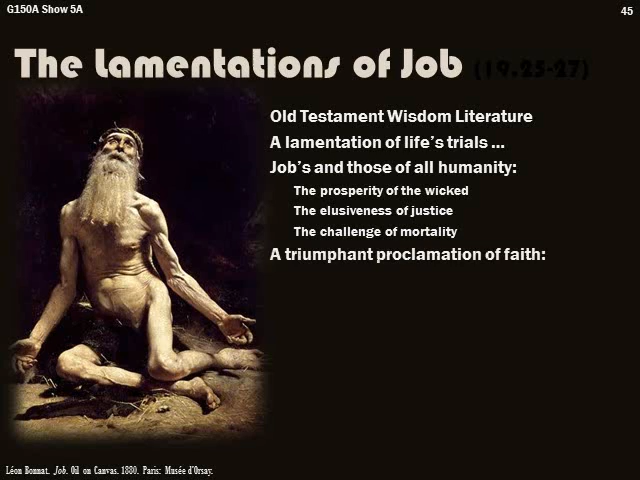 G150A Show 5A
45
The Lamentations of Job (19.25-27)
Old Testament Wisdom Literature
A lamentation of life's trials ...
Job's and those of all humanity:
The prosperity of the wicked
The elusiveness of justice
The challenge of mortality
A triumphant proclamation of faith:
Léon Bonnat. Job. Oil on Canvas. 1880. Paris: Musée d'Orsay.